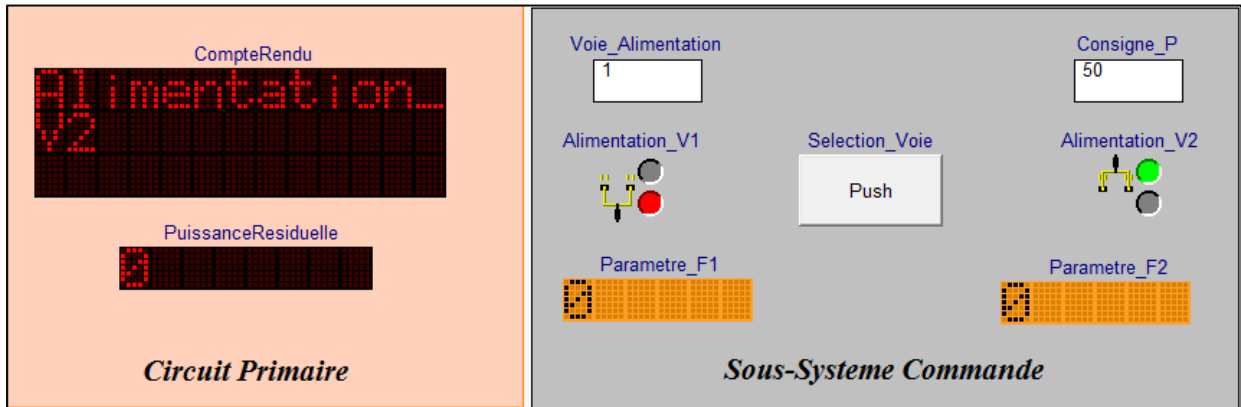 CompteRendu
Alimentation_
V2
PuissanceResiduelle
0
Circuit Primaire
Voie_Alimentation
1
Consigne_P
50
Alimentation_V1
Selection_Voie
Push
Alimentation_V2
Parametre_F1
0
Parametre_F2
0
Sous-Systeme Commande